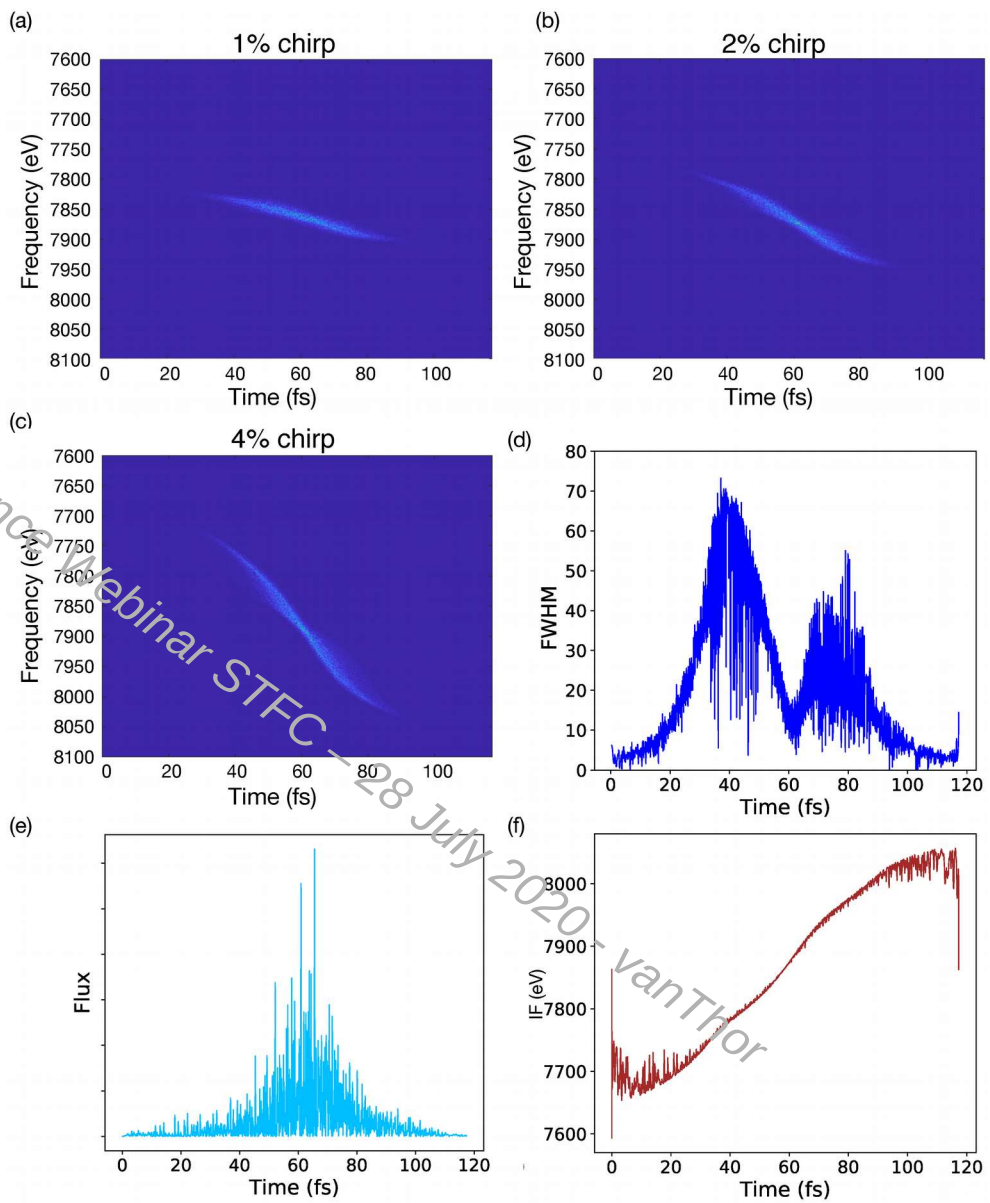 (a)
1% chirp
7600
7650
7700
7750
7800
7850
7900
7950
8000
8050
8100
Frequency (eV)
0 20 40 60 80 100
Time (fs)
(b)
2% chirp
7600
7650
7700
7750
7800
7850
7900
7950
8000
8050
8100
Frequency (eV)
0 20 40 60 80 100
Time (fs)
(c)
4% chirp
7600
7650
7700
7750
7800
7850
7900
7950
8000
8050
8100
Frequency (eV)
0 20 40 60 80 100
Time (fs)
(d)
80
70
60
50
40
30
20
10
0
FWHM
0 20 40 60 80 100 120
Time (fs)
(e)
Flux
0 20 40 60 80 100 120
Time (fs)
(f)
8000
7900
7800
7700
7600
IF (eV)
0 20 40 60 80 100 120
Time (fs)
Webinar STFC – 28 July 2020 - vanThor